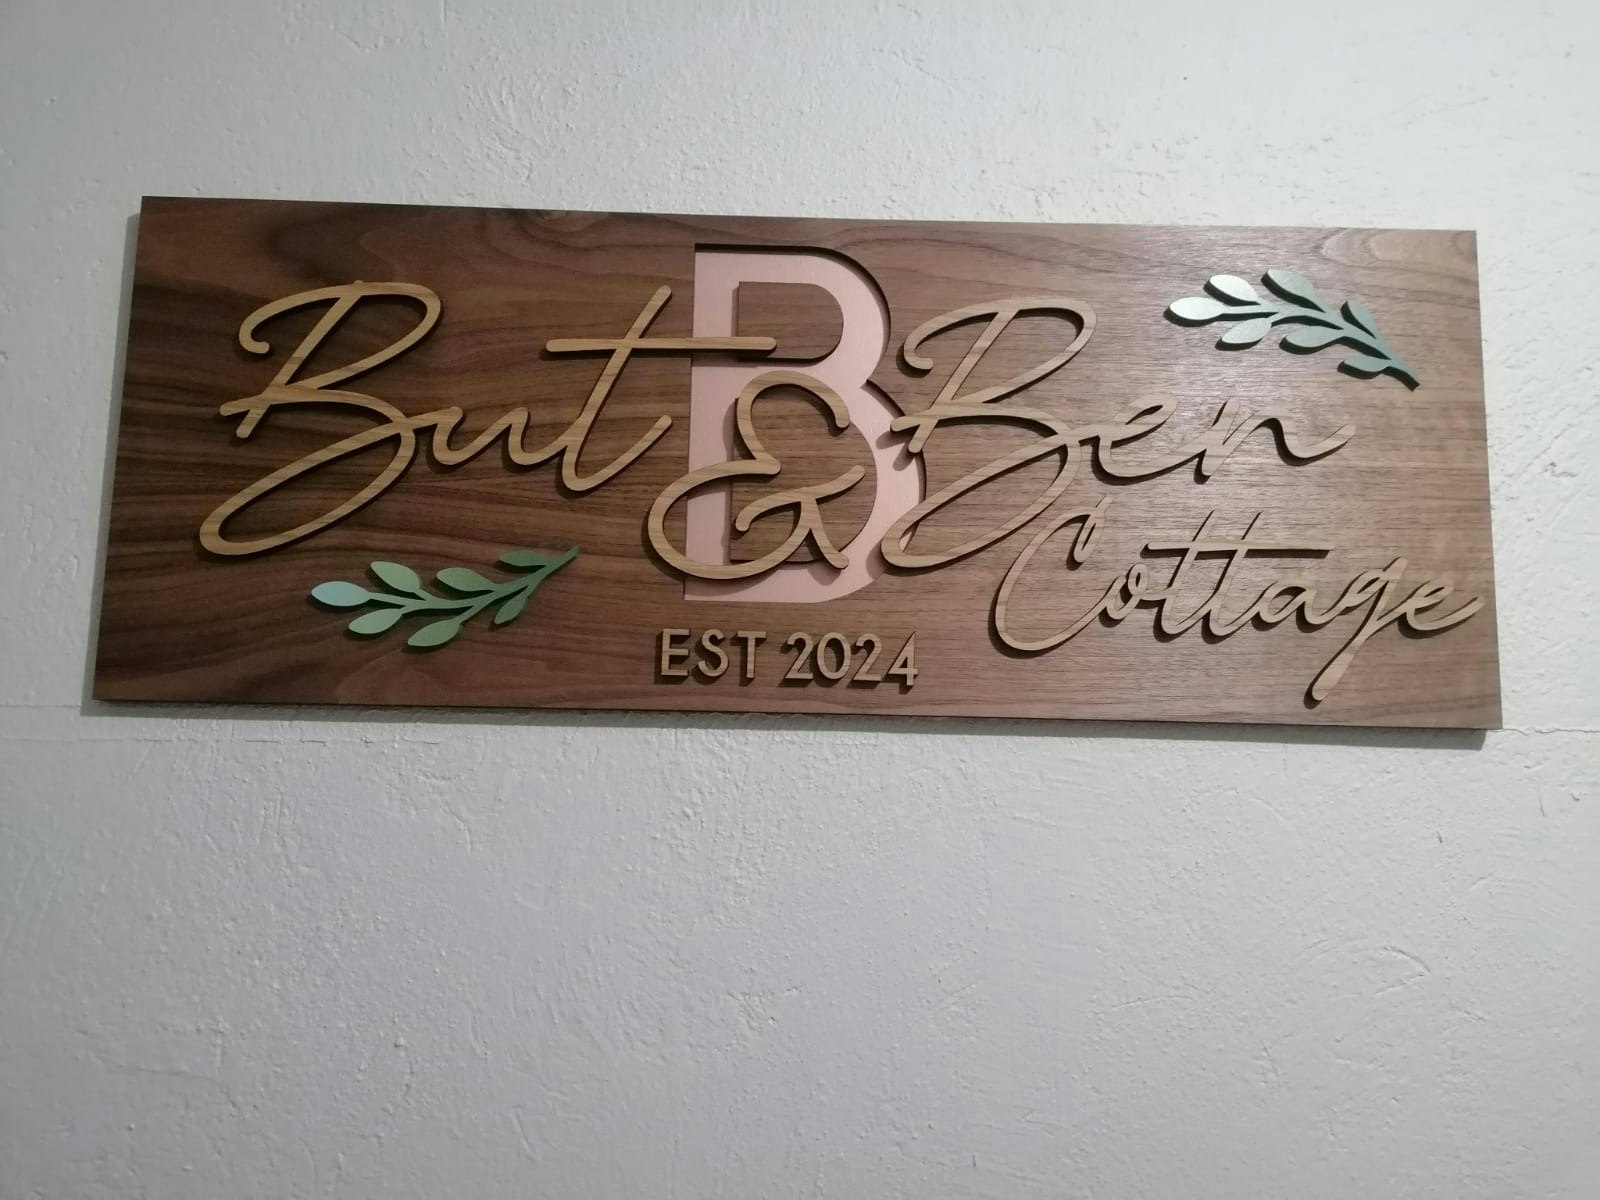 B
But & Ben
Cottage
EST 2024